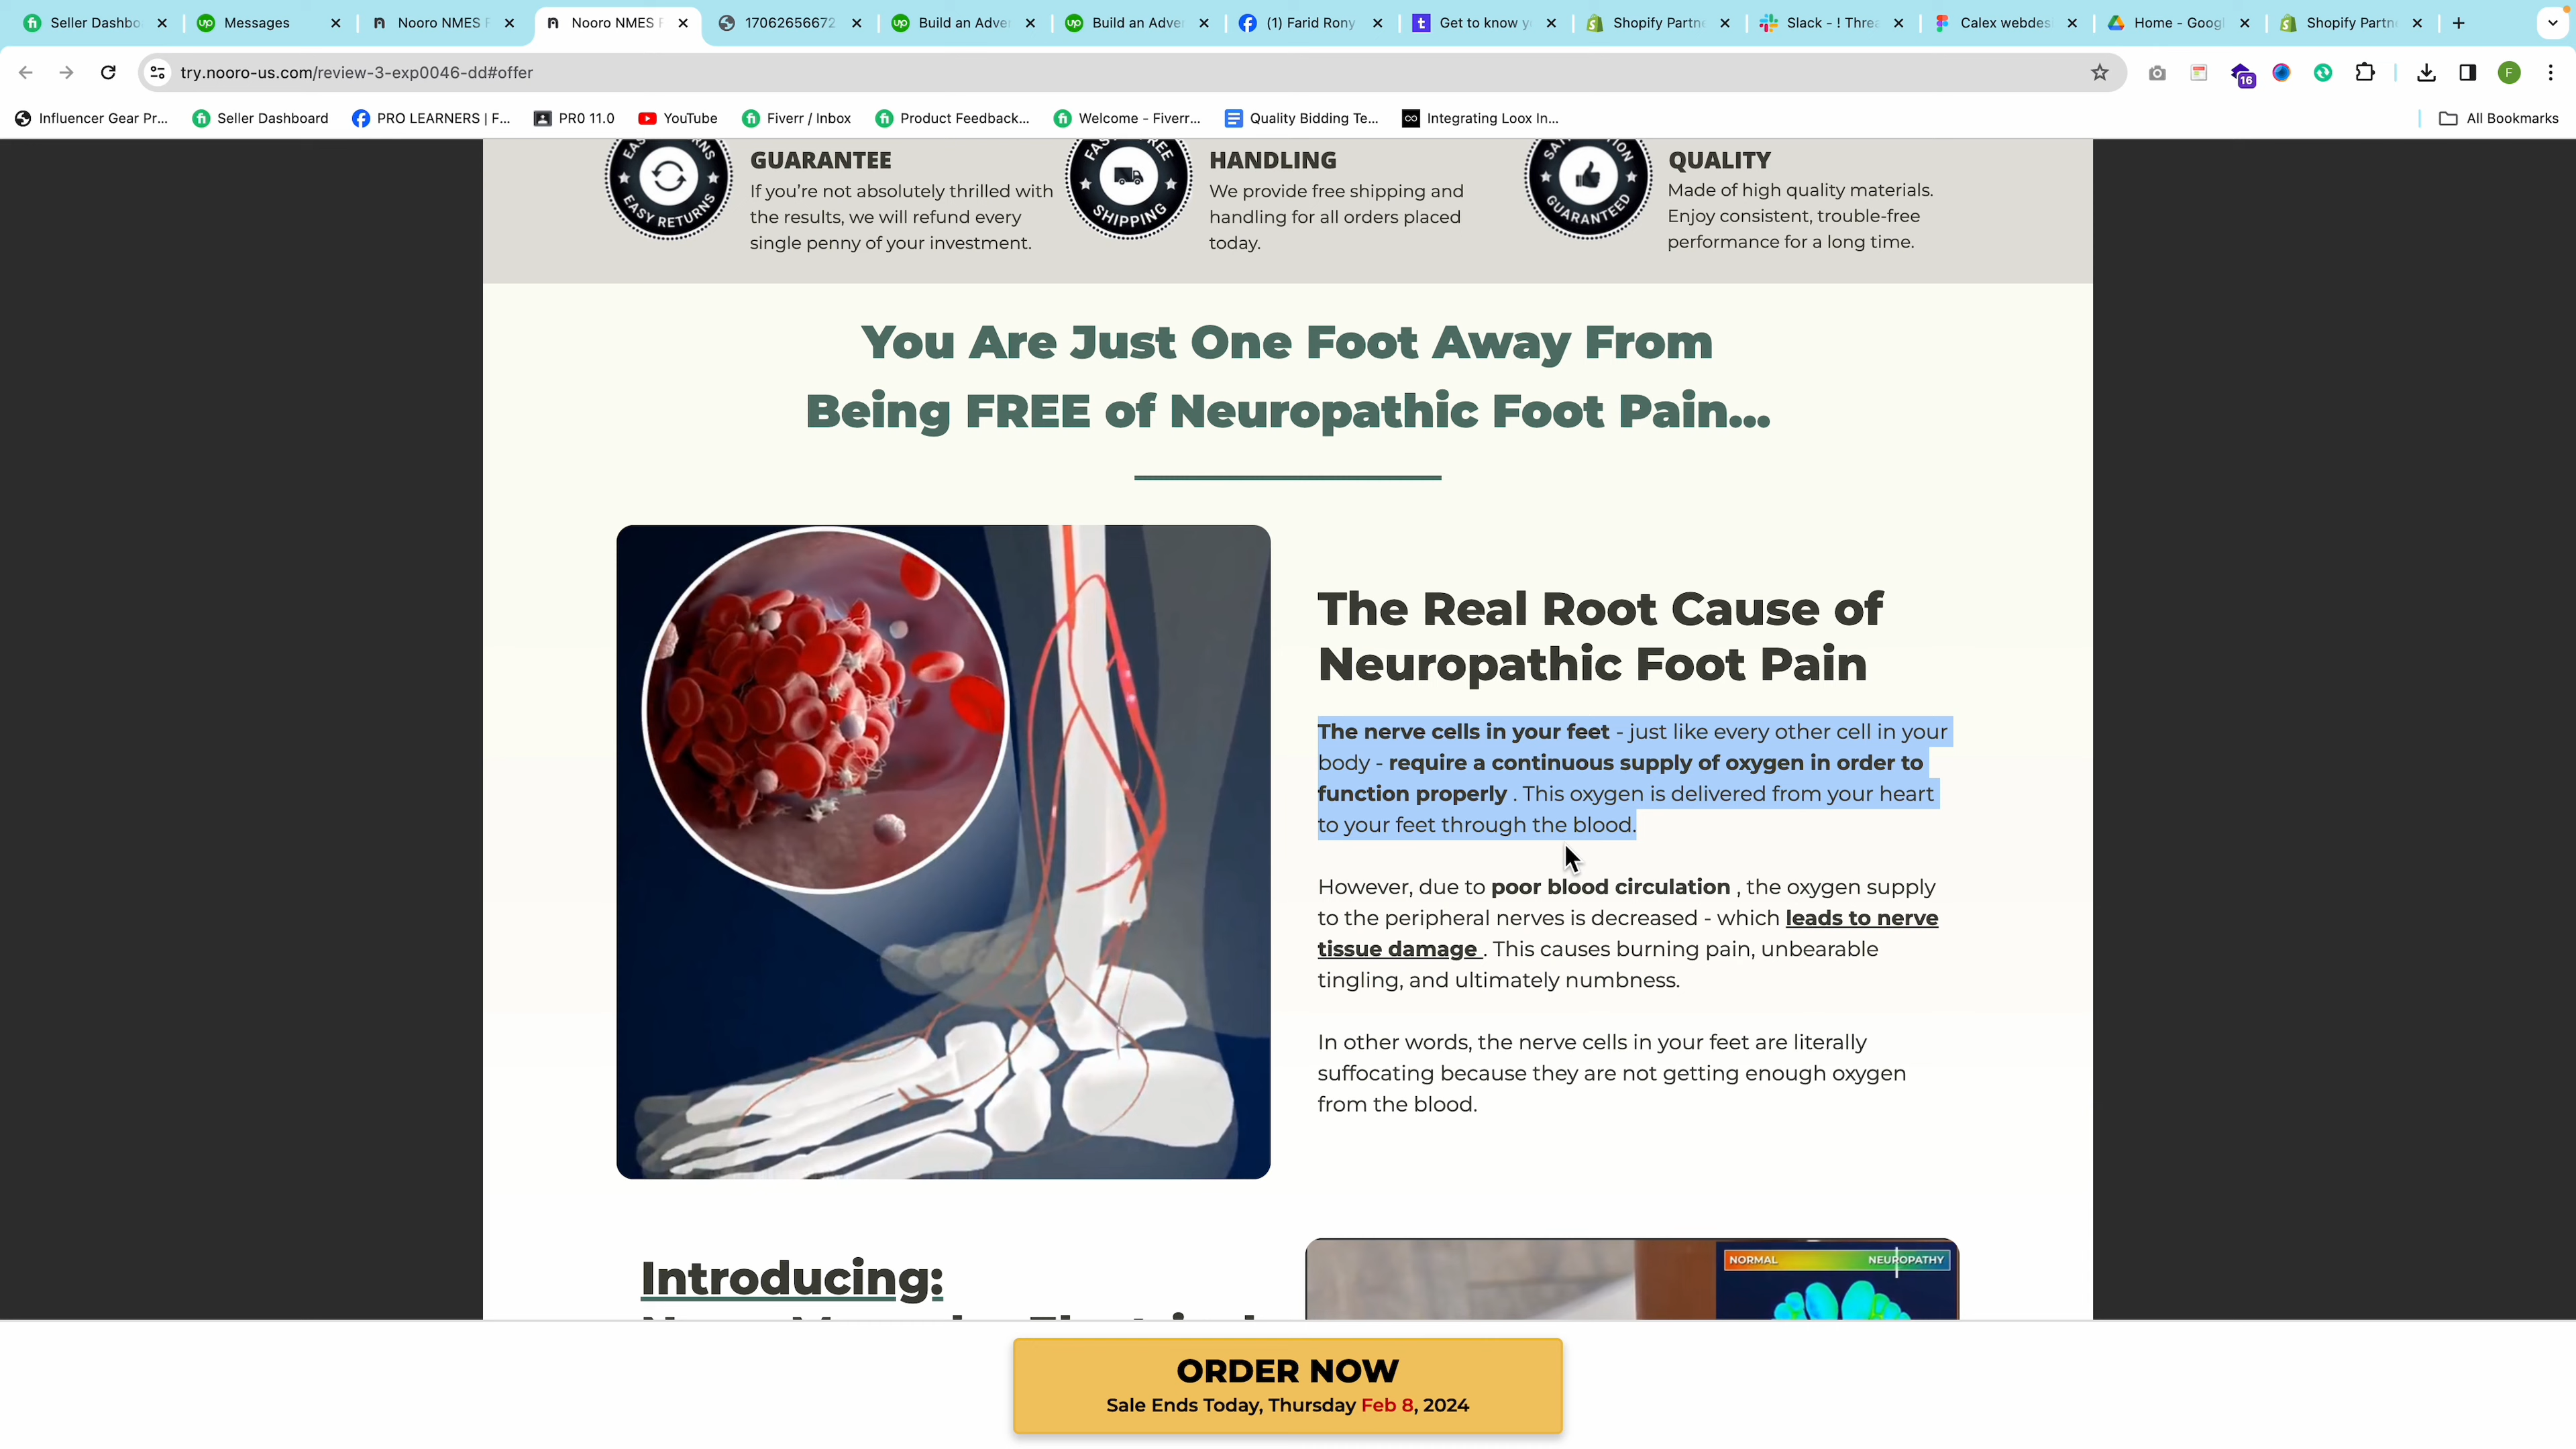 Seller Dashbo
Messages
Nooro NMES F
Nooro NMES F
17062656672
Build an Adve
Build an Adve
(1) Farid Rony
Get to know y
Shopify Partn
Slack - ! Threa
Calex webdes
Home - Goog
Shopify Partn
try.nooro-us.com/review-3-exp0046-dd#offer
16
F
Influencer Gear Pr...
Seller Dashboard
PRO LEARNERS | F...
PR0 11.0
YouTube
Fiverr / Inbox
Product Feedback...
Welcome - Fiverr...
Quality Bidding Te...
Integrating Loox In...
All Bookmarks
EASY RETURNS
GUARANTEE
If you're not absolutely thrilled with
the results, we will refund every
single penny of your investment.
SHIPPING
HANDLING
We provide free shipping and
handling for all orders placed
today.
GUARANTEED
QUALITY
Made of high quality materials.
Enjoy consistent, trouble-free
performance for a long time.
You Are Just One Foot Away From
Being FREE of Neuropathic Foot Pain...
The Real Root Cause of
Neuropathic Foot Pain
The nerve cells in your feet - just like every other cell in your
body - require a continuous supply of oxygen in order to
function properly . This oxygen is delivered from your heart
to your feet through the blood.
However, due to poor blood circulation , the oxygen supply
to the peripheral nerves is decreased - which leads to nerve
tissue damage . This causes burning pain, unbearable
tingling, and ultimately numbness.
In other words, the nerve cells in your feet are literally
suffocating because they are not getting enough oxygen
from the blood.
Introducing:
NORMAL
NEUROPATHY
ORDER NOW
Sale Ends Today, Thursday Feb 8, 2024